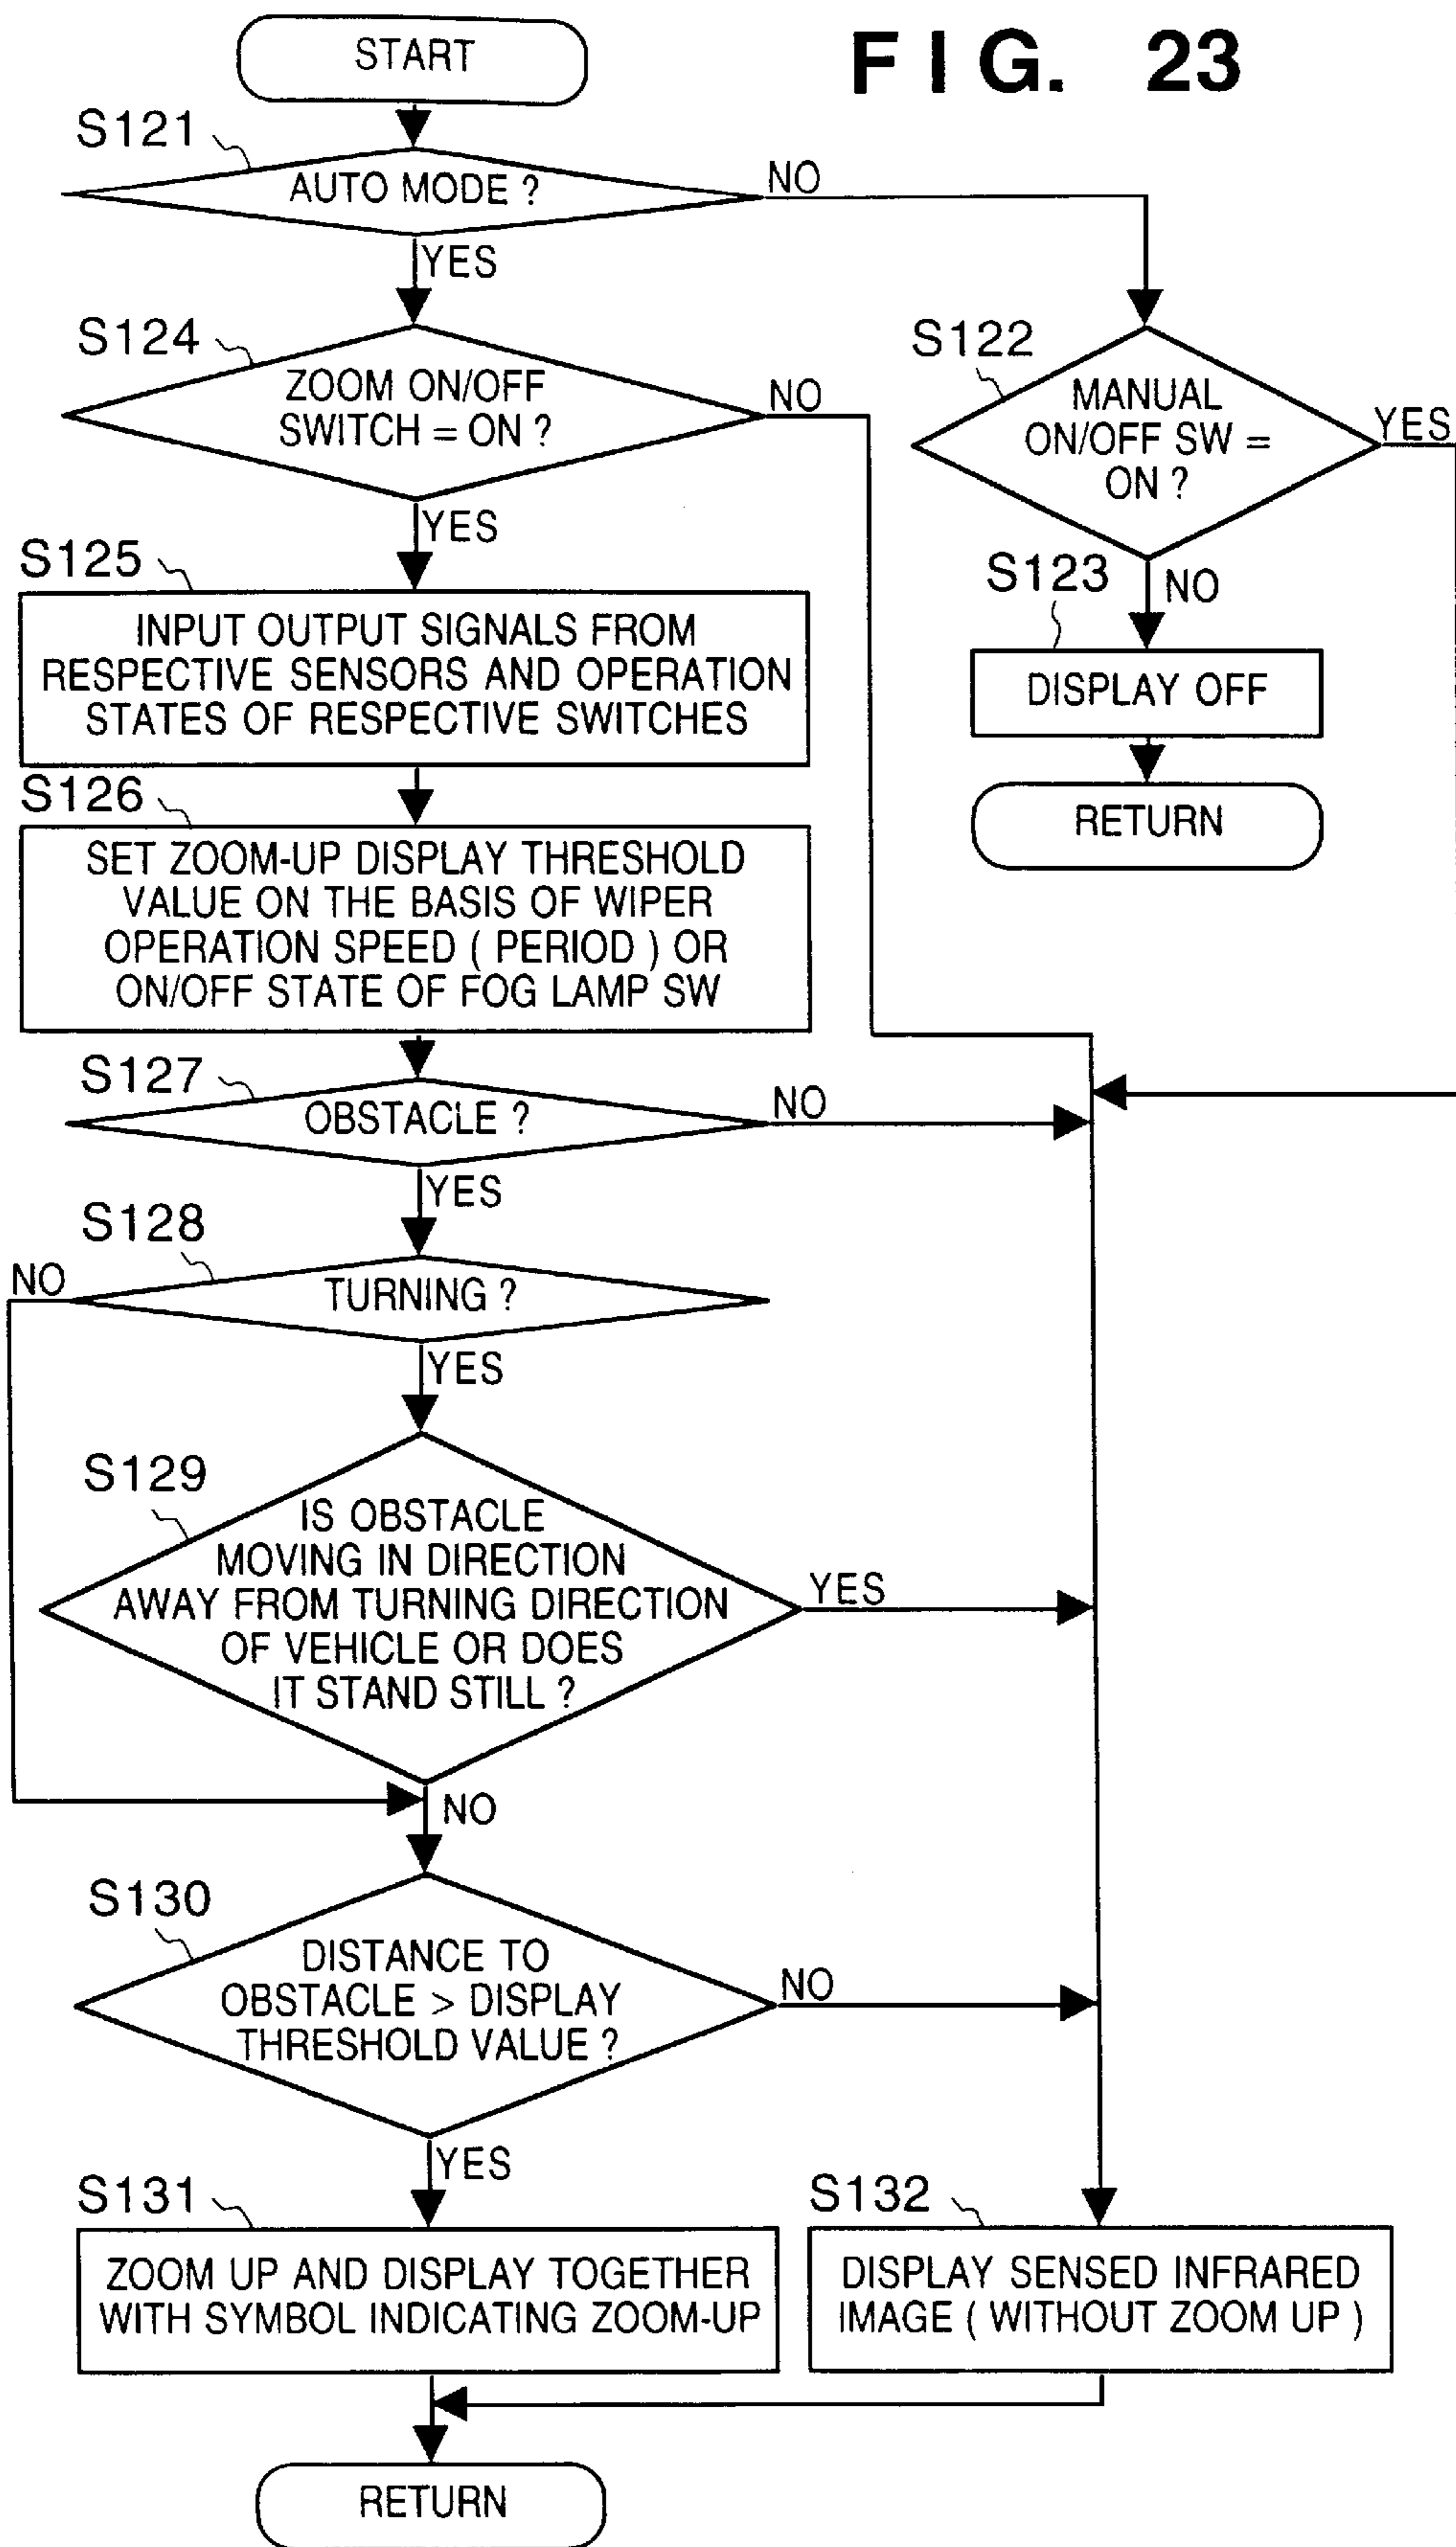 FIG. 23
START
S121
AUTO MODE ?
NO
YES
S124
ZOOM ON/OFF
SWITCH = ON ?
NO
YES
S122
MANUAL
ON/OFF SW =
ON ?
YES
NO
S123
DISPLAY OFF
RETURN
S125
INPUT OUTPUT SIGNALS FROM
RESPECTIVE SENSORS AND OPERATION
STATES OF RESPECTIVE SWITCHES
S126
SET ZOOM-UP DISPLAY THRESHOLD
VALUE ON THE BASIS OF WIPER
OPERATION SPEED ( PERIOD ) OR
ON/OFF STATE OF FOG LAMP SW
S127
OBSTACLE ?
NO
YES
S128
NO
TURNING ?
YES
S129
IS OBSTACLE
MOVING IN DIRECTION
AWAY FROM TURNING DIRECTION
OF VEHICLE OR DOES
IT STAND STILL ?
YES
NO
S130
DISTANCE TO
OBSTACLE > DISPLAY
THRESHOLD VALUE ?
NO
YES
S131
ZOOM UP AND DISPLAY TOGETHER
WITH SYMBOL INDICATING ZOOM-UP
S132
DISPLAY SENSED INFRARED
IMAGE ( WITHOUT ZOOM UP )
RETURN